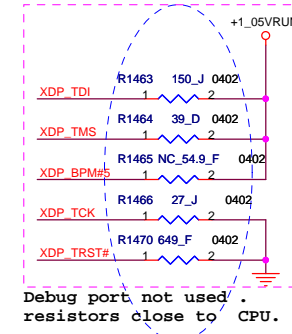 +1_05VRUN
R1463 150_J 0402
XDP_TDI 1 2
R1464 39_D 0402
XDP_TMS 1 2
R1465 NC_54.9_F 0402
XDP_BPM#5 1 2
R1466 27_J 0402
XDP_TCK 1 2
R1470 649_F 0402
XDP_TRST# 1 2
Debug port not used .
resistors close to CPU.